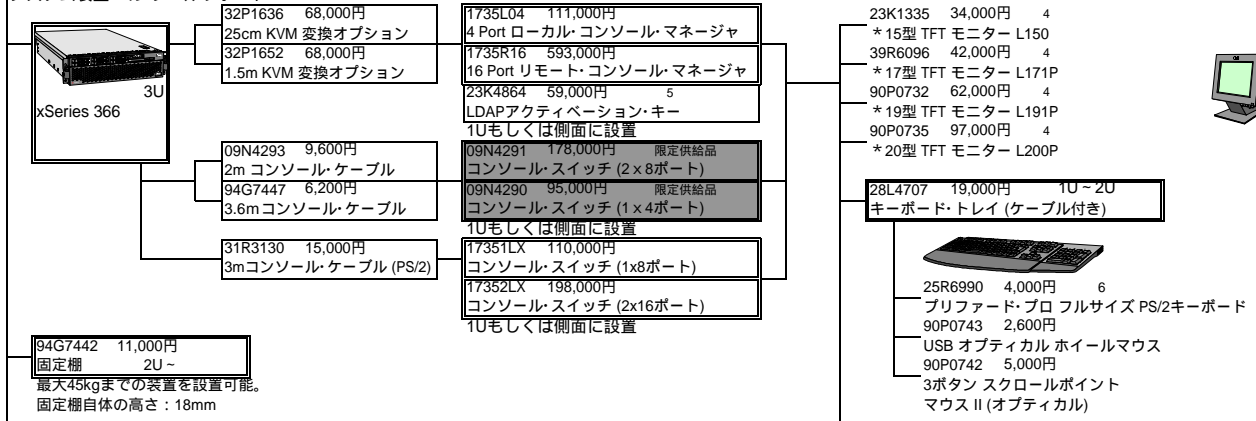 3U
xSeries 366
32P1636 68,000円
25cm KVM 変換オプション
32P1652 68,000円
1.5m KVM 変換オプション
09N4293 9,600円
2m コンソール・ケーブル
94G7447 6,200円
3.6mコンソール・ケーブル
31R3130 15,000円
3mコンソール・ケーブル (PS/2)
94G7442 11,000円
固定棚 2U~
最大45kgまでの装置を設置可能。
固定棚自体の高さ:18mm
1735L04 111,000円
4 Port ローカル・コンソール・マネージャ
1735R16 593,000円
16 Port リモート・コンソール・マネージャ
23K4864 59,000円 5
LDAPアクティベーション・キー
1Uもしくは側面に設置
09N4291 178,000円 限定供給品
コンソール・スイッチ (2x8ポート)
09N4290 95,000円 限定供給品
コンソール・スイッチ (1x4ポート)
1Uもしくは側面に設置
17351LX 110,000円
コンソール・スイッチ (1x8ポート)
17352LX 198,000円
コンソール・スイッチ (2x16ポート)
1Uもしくは側面に設置
23K1335 34,000円 4
*15型 TFT モニター L150
39R6096 42,000円 4
*17型 TFT モニター L171P
90P0732 62,000円 4
*19型 TFT モニター L191P
90P0735 97,000円 4
*20型 TFT モニター L200P
28L4707 19,000円 1U~2U
キーボード・トレイ (ケーブル付き)
25R6990 4,000円 6
プリファード・プロ フルサイズ PS/2キーボード
90P0743 2,600円
USB オプティカル ホイールマウス
90P0742 5,000円
3ボタン スクロールポイント
マウス II (オプティカル)